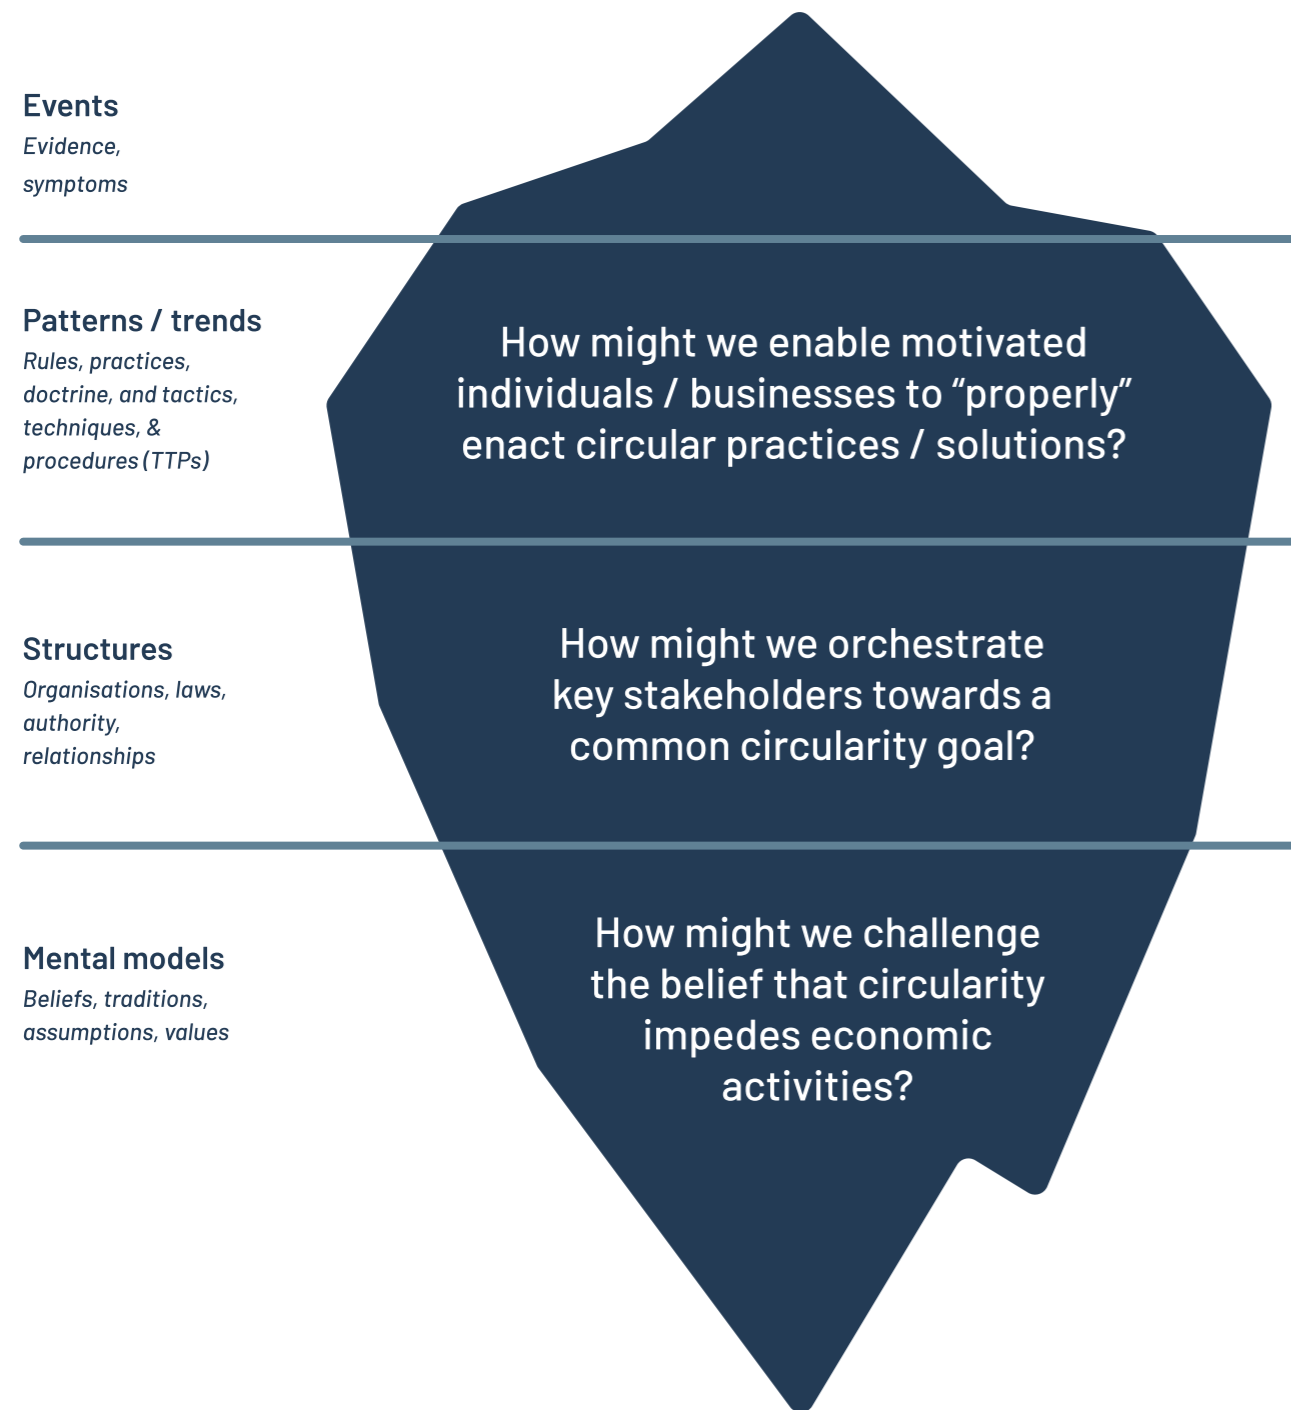 Events
Evidence,
symptoms
Patterns / trends
Rules, practices,
doctrine, and tactics,
techniques, &
procedures (TTPs)
How might we enable motivated
individuals / businesses to “properly”
enact circular practices / solutions?
Structures
Organisations, laws,
authority,
relationships
How might we orchestrate
key stakeholders towards a
common circularity goal?
Mental models
Beliefs, traditions,
assumptions, values
How might we challenge
the belief that circularity
impedes economic
activities?